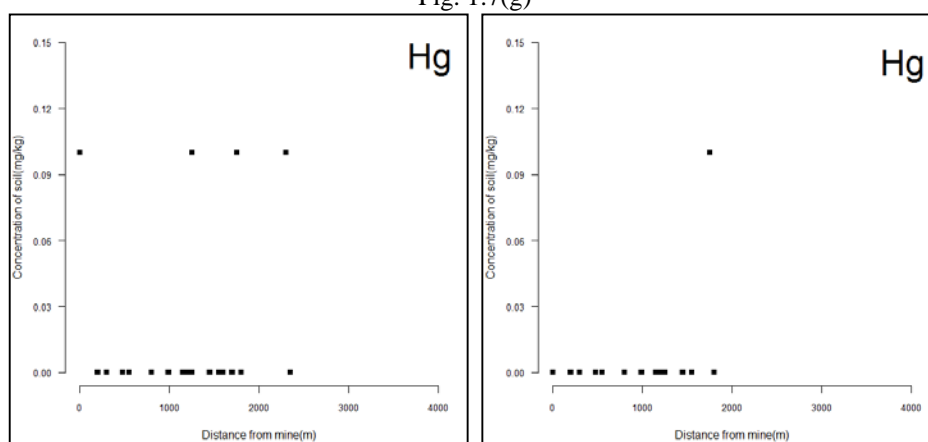 Fig. 1.7(g)
Hg
0.15
0.12
0.09
0.06
0.03
0.00
Concentration of soil(mg/kg)
0 1000 2000 3000 4000
Distance from mine(m)
Hg
0.15
0.12
0.09
0.06
0.03
0.00
Concentration of soil(mg/kg)
0 1000 2000 3000 4000
Distance from mine(m)